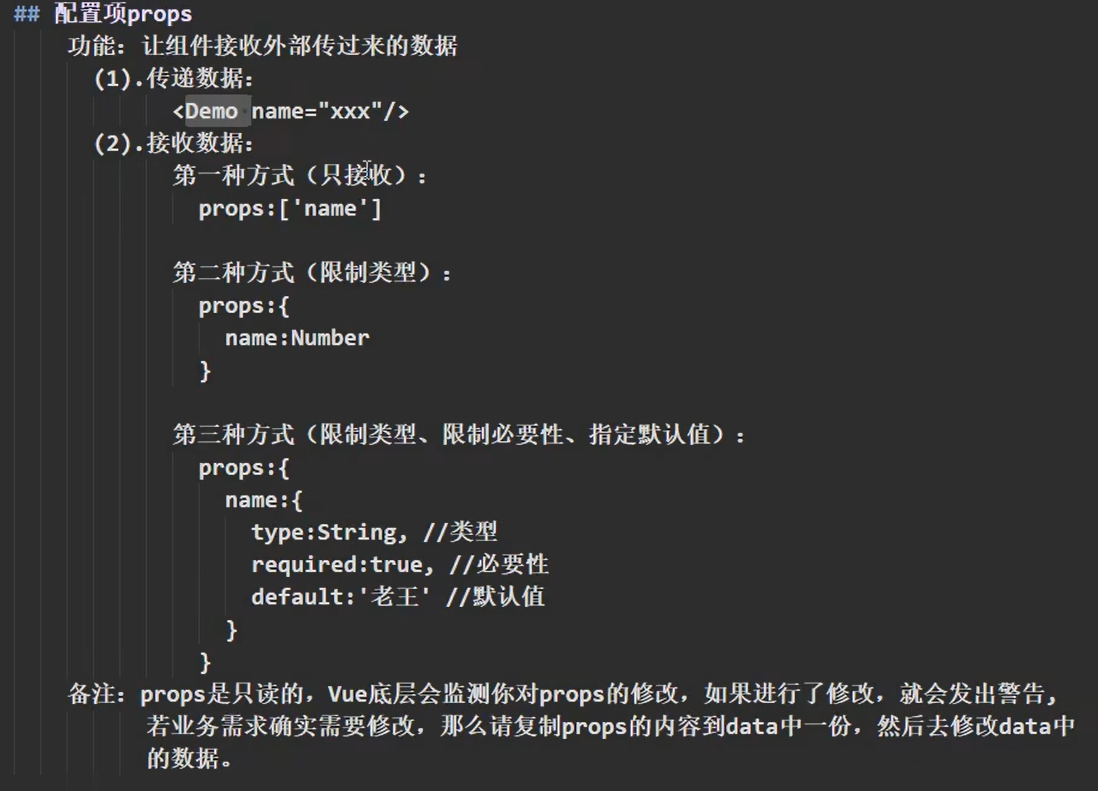 ## 配置项props
功能：让组件接收外部传过来的数据
(1).传递数据：
<Demo name="xxx"/>
(2).接收数据：
第一种方式（只接收）：
props:['name']
第二种方式（限制类型）：
props:{
name:Number
}
第三种方式（限制类型、限制必要性、指定默认值）：
props:{
name:{
type:String, //类型
required:true, //必要性
default:'老王' //默认值
}
}
备注：props是只读的，Vue底层会监测你对props的修改，如果进行了修改，就会发出警告,
若业务需求确实需要修改，那么请复制props的内容到data中一份，然后去修改data中
的数据。